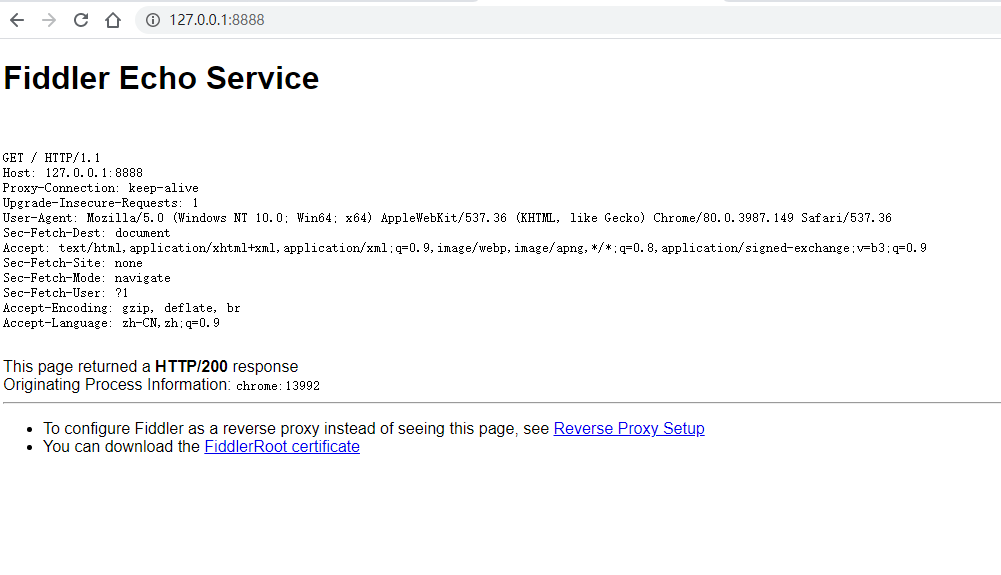 127.0.0.1:8888
Fiddler Echo Service
GET / HTTP/1.1
Host: 127.0.0.1:8888
Proxy-Connection: keep-alive
Upgrade-Insecure-Requests: 1
User-Agent: Mozilla/5.0 (Windows NT 10.0; Win64; x64) AppleWebKit/537.36 (KHTML, like Gecko) Chrome/80.0.3987.149 Safari/537.36
Sec-Fetch-Dest: document
Accept: text/html,application/xhtml+xml,application/xml;q=0.9,image/webp,image/apng,*/*;q=0.8,application/signed-exchange;v=b3;q=0.9
Sec-Fetch-Site: none
Sec-Fetch-Mode: navigate
Sec-Fetch-User: ?1
Accept-Encoding: gzip, deflate, br
Accept-Language: zh-CN,zh;q=0.9
This page returned a HTTP/200 response
Originating Process Information: chrome:13992
• To configure Fiddler as a reverse proxy instead of seeing this page, see Reverse Proxy Setup
• You can download the FiddlerRoot certificate